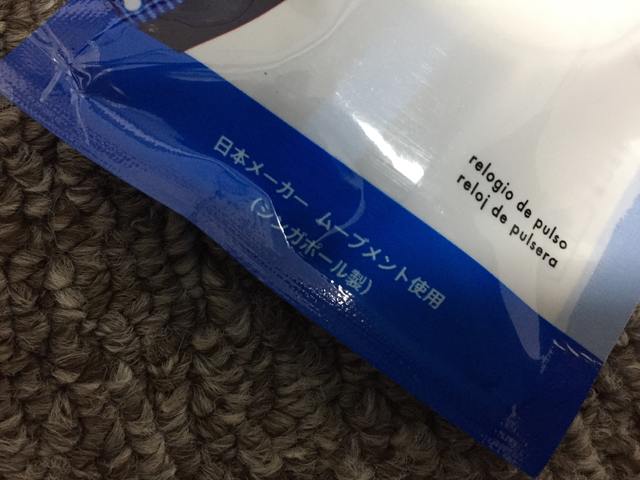 日本メーカー ムーブメント使用
(シンガポール製)
relogio de pulso
reloj de pulsera